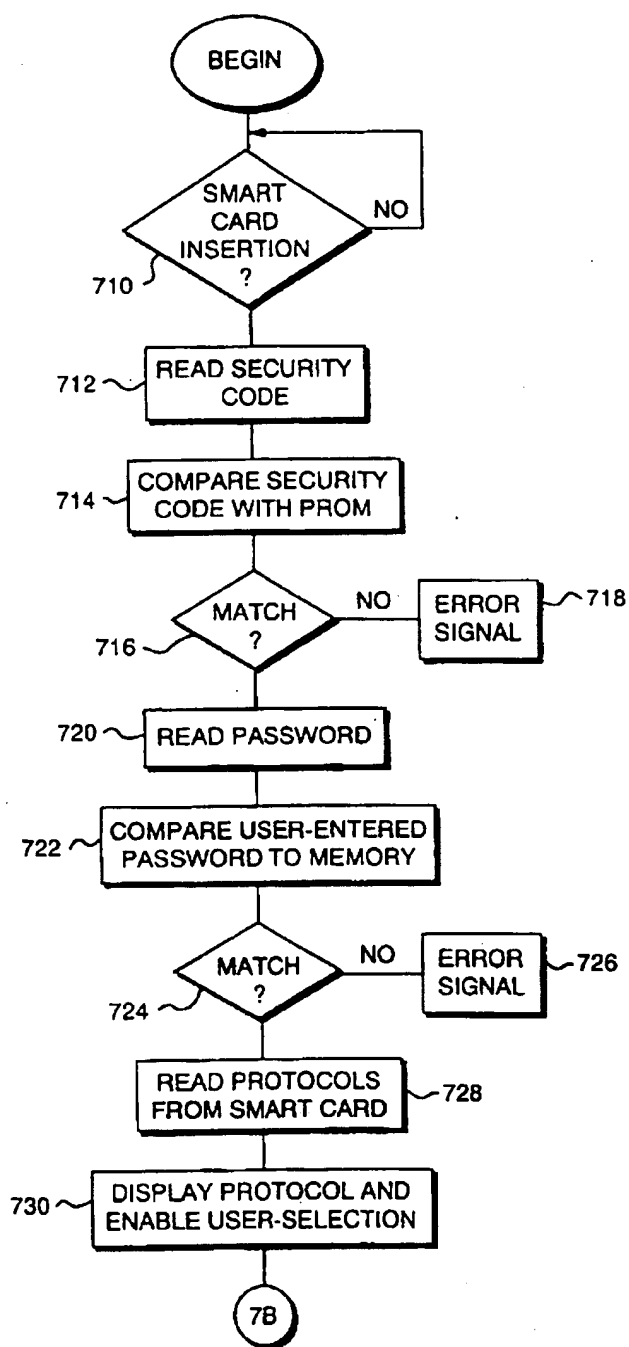 BEGIN
SMART
CARD
INSERTION
?
NO
710
READ SECURITY
CODE
712
COMPARE SECURITY
CODE WITH PROM
714
MATCH
?
NO
716
ERROR
SIGNAL
718
720
READ PASSWORD
722
COMPARE USER-ENTERED
PASSWORD TO MEMORY
MATCH
?
NO
724
ERROR
SIGNAL
726
READ PROTOCOLS
FROM SMART CARD
728
730
DISPLAY PROTOCOL AND
ENABLE USER-SELECTION
7B